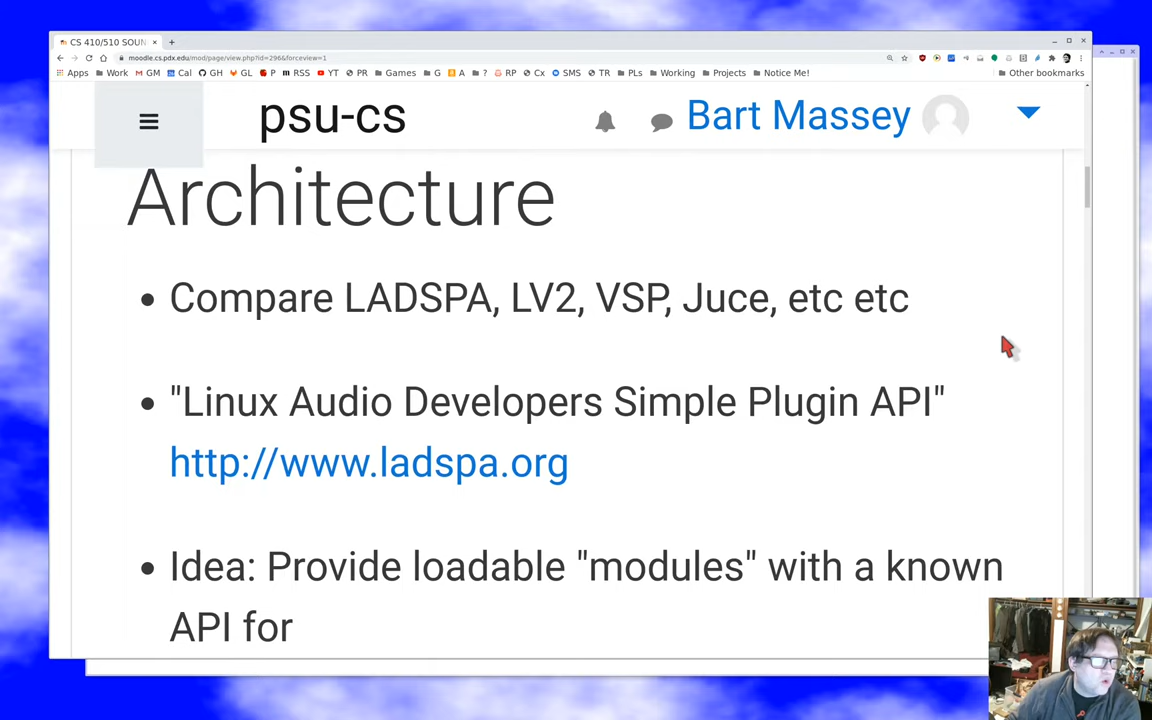 CS 410/510 SOUN
moodle.cs.pdx.edu/mod/page/view.php?id=296&forceview=1
Apps Work GM Cal GH GL P RSS YT PR Games G A ? RP Cx SMS TR PLs Working Projects Notice Me! Other bookmarks
psu-cs Bart Massey
Architecture
• Compare LADSPA, LV2, VSP, Juce, etc etc
• "Linux Audio Developers Simple Plugin API"
http://www.ladspa.org
• Idea: Provide loadable "modules" with a known
API for